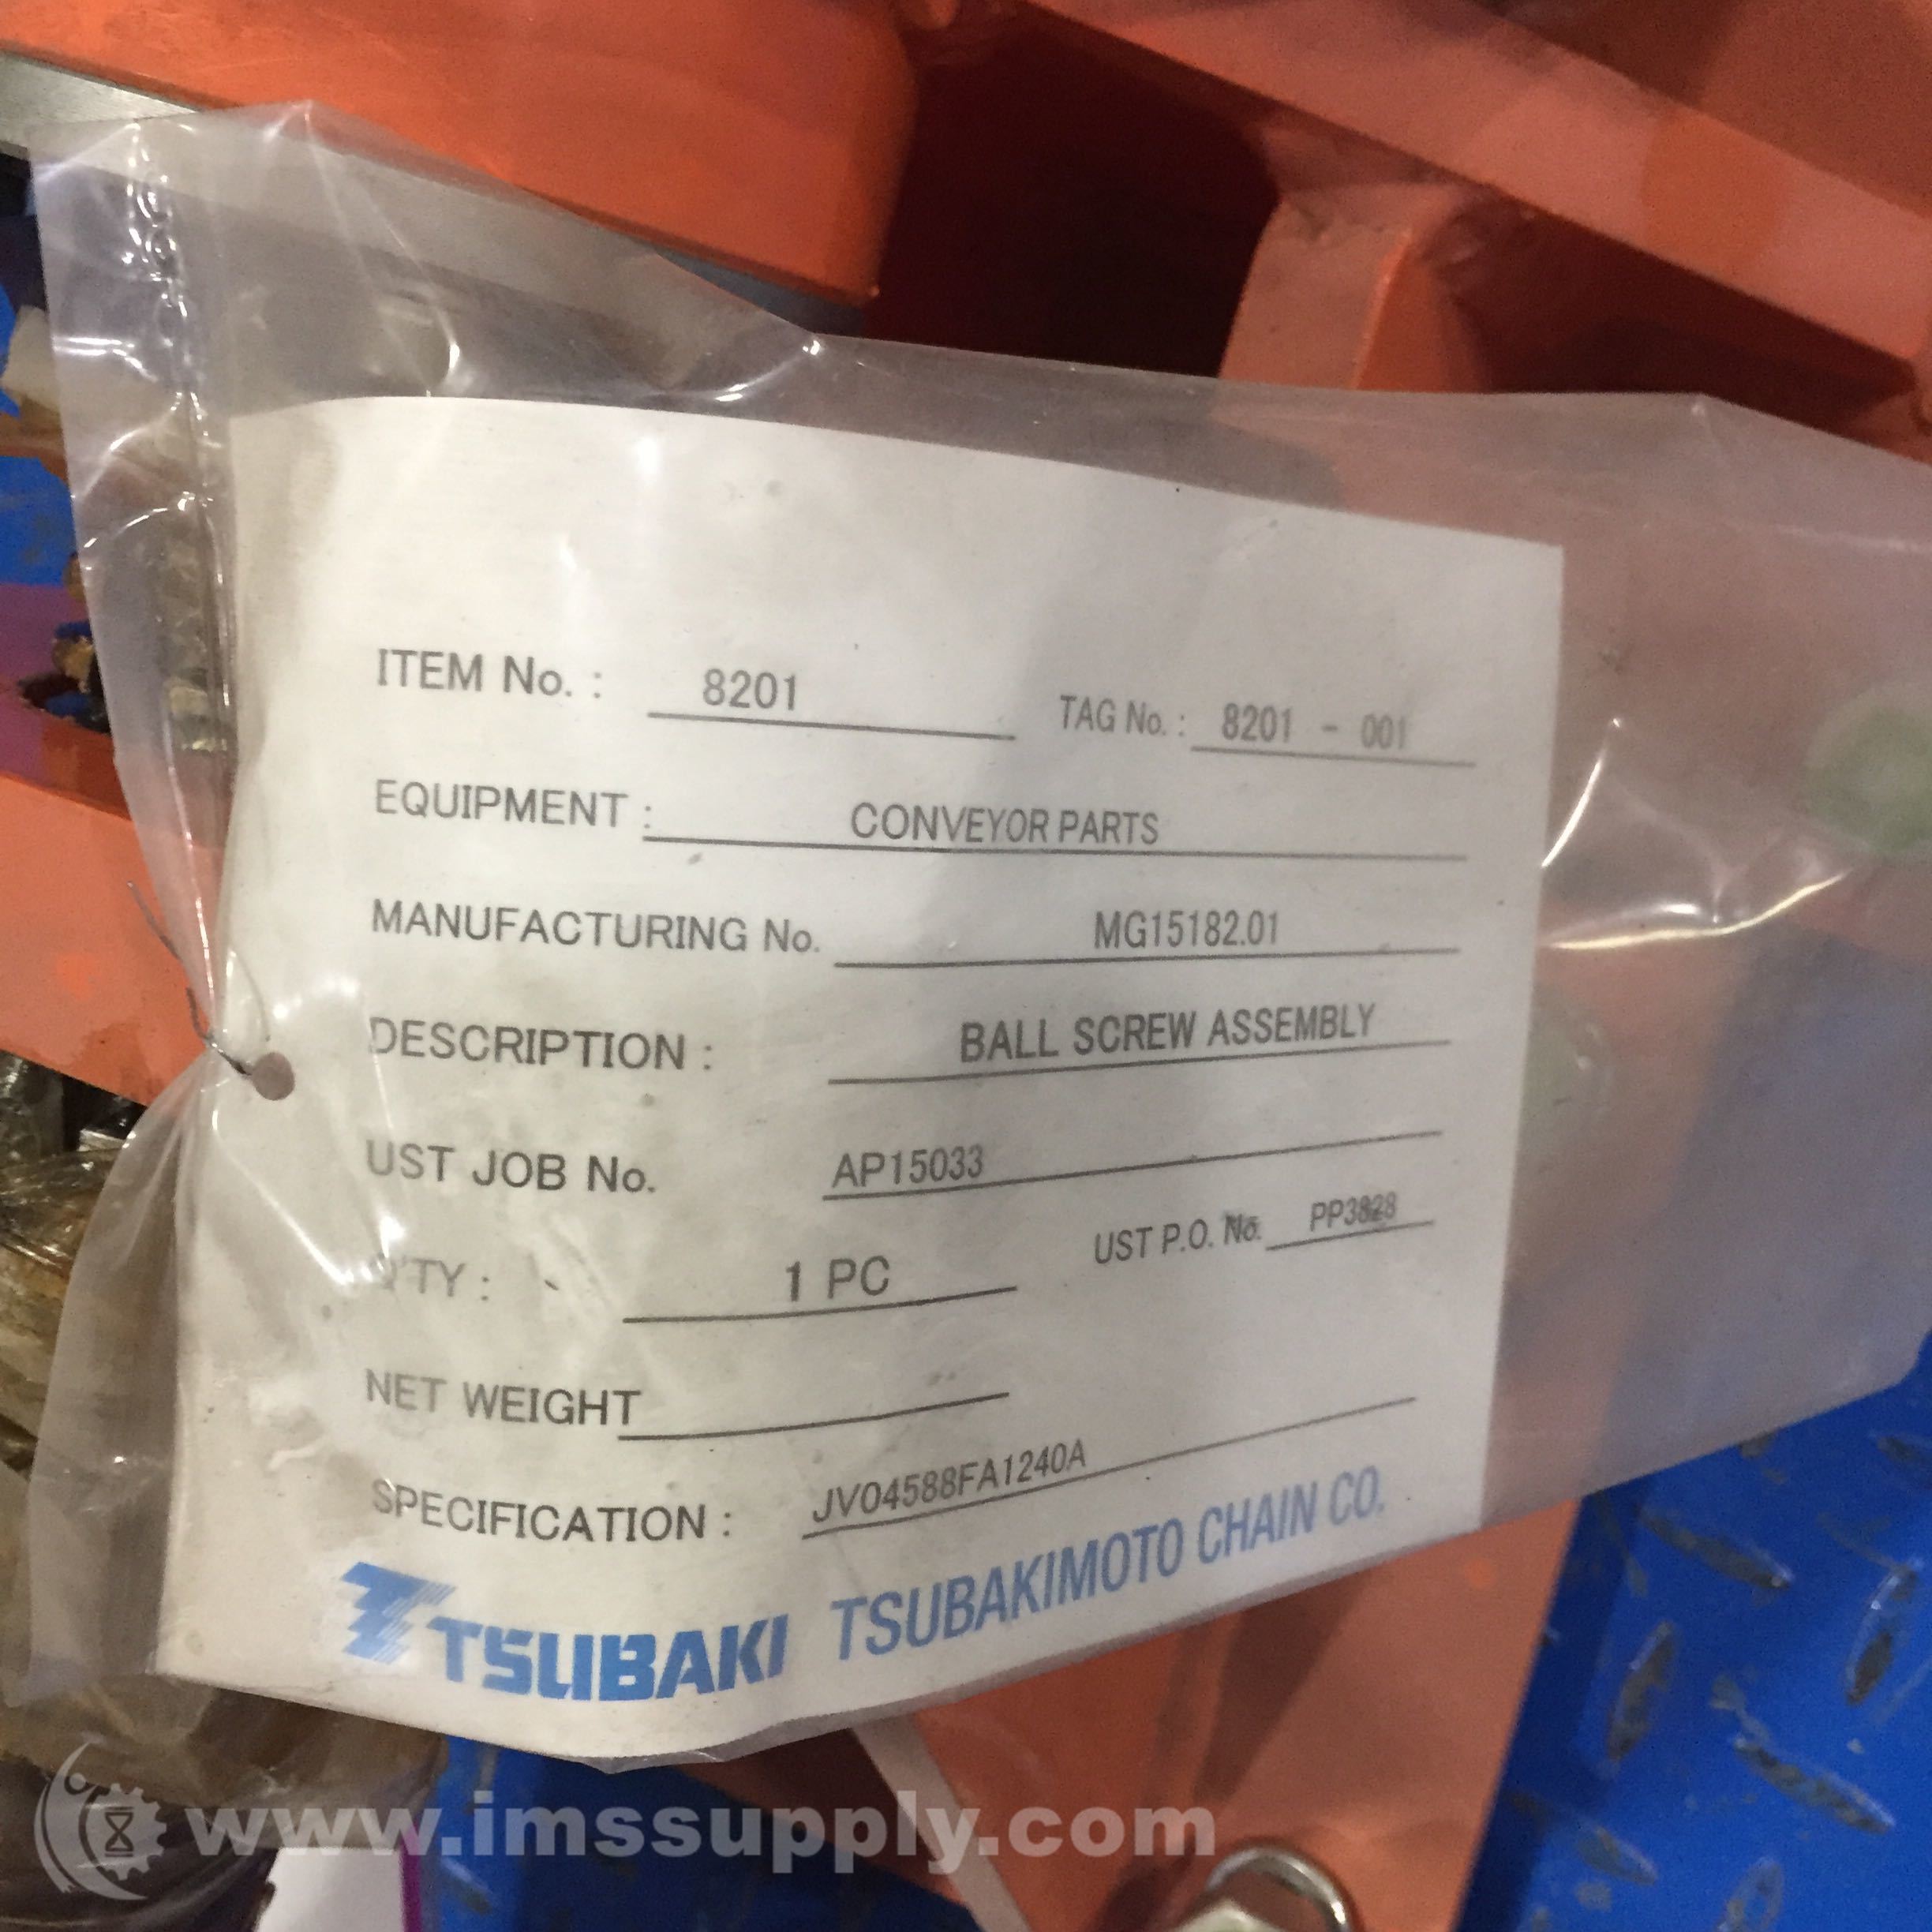 ITEM No. : 8201 TAG No. : 8201 - 001
EQUIPMENT : CONVEYOR PARTS
MANUFACTURING No. MG15182.01
DESCRIPTION : BALL SCREW ASSEMBLY
UST JOB No. AP15033
Q'TY : 1 PC UST P.O. No. PP3828
NET WEIGHT
SPECIFICATION : JV04588FA1240A
TSUBAKI TSUBAKIMOTO CHAIN CO.
www.imssupply.com